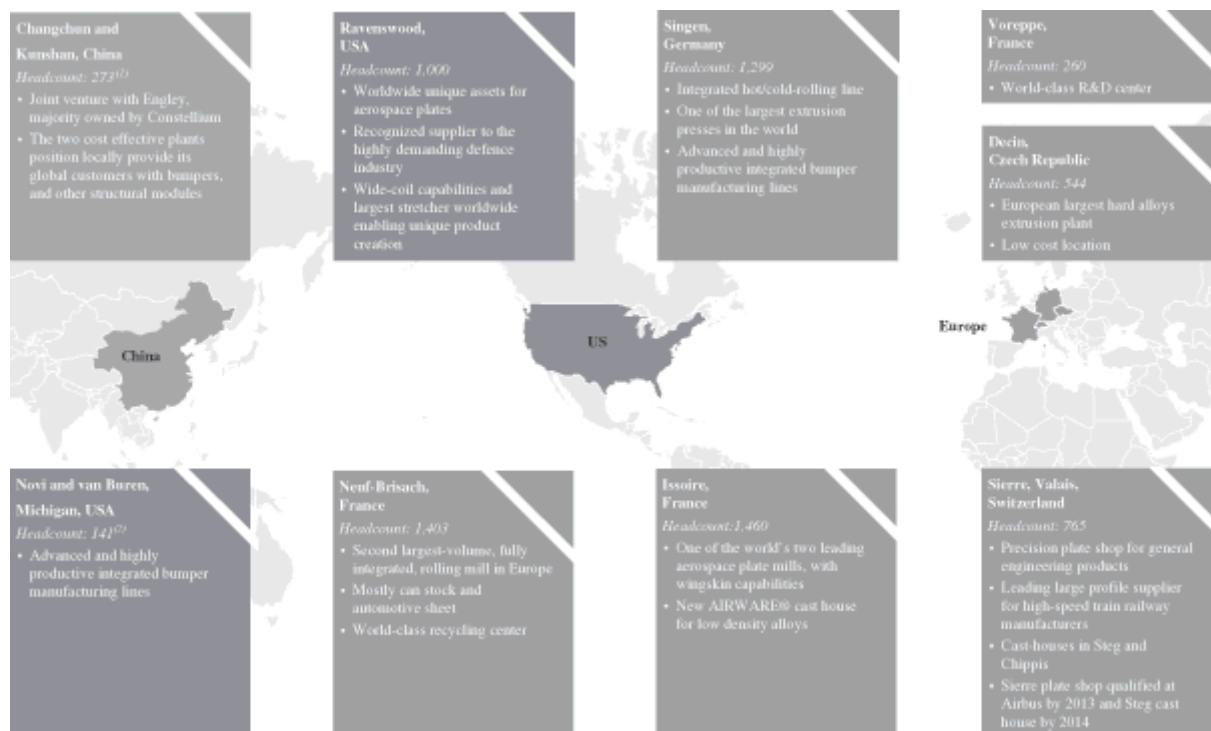 Changchun and
Kunshan, China
Headcount: 273(2)
• Joint venture with Engley,
majority owned by Constellium
• The two cost effective plants
position locally provide its
global customers with bumpers,
and other structural modules
Ravenswood,
USA
Headcount: 1,000
• Worldwide unique assets for
aerospace plates
• Recognized supplier to the
highly demanding defence
industry
• Wide-coil capabilities and
largest stretcher worldwide
enabling unique product
creation
Singen,
Germany
Headcount: 1,299
• Integrated hot/cold-rolling line
• One of the largest extrusion
presses in the world
• Advanced and highly
productive integrated bumper
manufacturing lines
Voreppe,
France
Headcount: 260
• World-class R&D center
Decin,
Czech Republic
Headcount: 544
• European largest hard alloys
extrusion plant
• Low cost location
China
US
Europe
Novi and van Buren,
Michigan, USA
Headcount: 141(2)
• Advanced and highly
productive integrated bumper
manufacturing lines
Neuf-Brisach,
France
Headcount: 1,403
• Second largest-volume, fully
integrated, rolling mill in Europe
• Mostly can stock and
automotive sheet
• World-class recycling center
Issoire,
France
Headcount:1,460
• One of the world's two leading
aerospace plate mills, with
wingskin capabilities
• New AIRWARE® cast house
for low density alloys
Sierre, Valais,
Switzerland
Headcount: 765
• Precision plate shop for general
engineering products
• Leading large profile supplier
for high-speed train railway
manufacturers
• Cast-houses in Steg and
Chippis
• Sierre plate shop qualified at
Airbus by 2013 and Steg cast
house by 2014